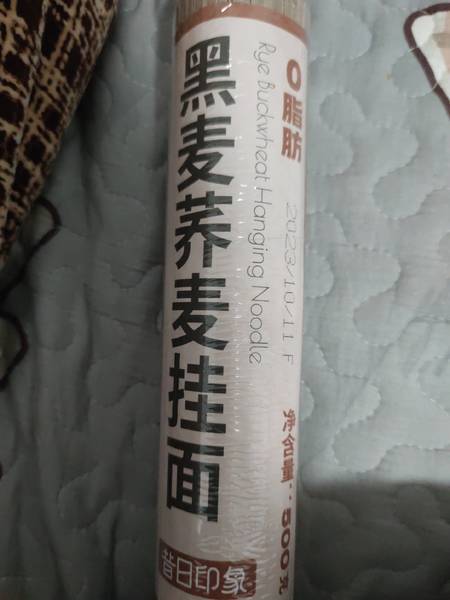 黑麦荞麦挂面
Rye Buckwheat Hanging Noodle
0脂肪
2023/10/11 F
净含量：500克
昔日印象